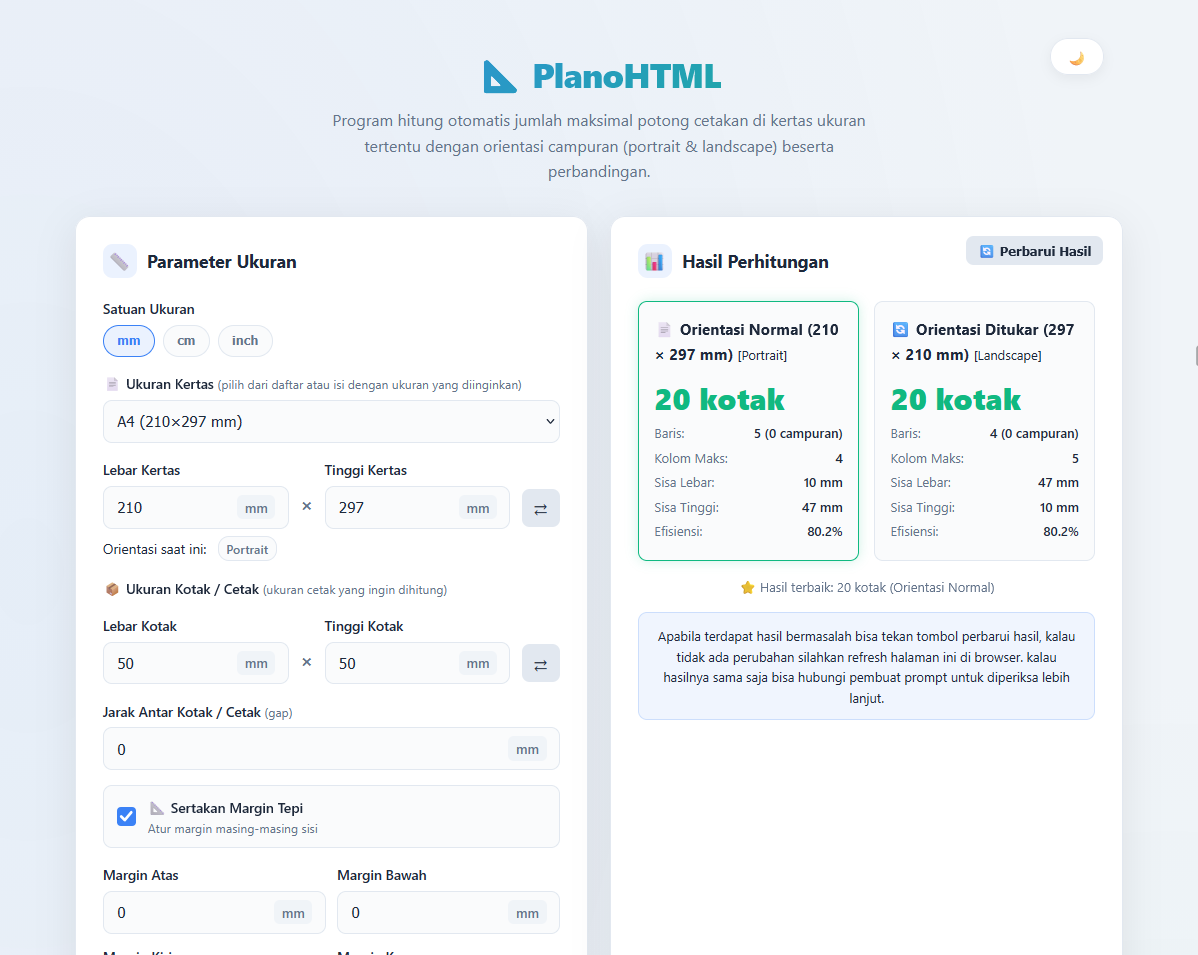 PlanoHTML
Program hitung otomatis jumlah maksimal potong cetakan di kertas ukuran
tertentu dengan orientasi campuran (portrait & landscape) beserta
perbandingan.
Parameter Ukuran
Satuan Ukuran
mm cm inch
Ukuran Kertas (pilih dari daftar atau isi dengan ukuran yang diinginkan)
A4 (210×297 mm)
Lebar Kertas Tinggi Kertas
210 mm × 297 mm ⇄
Orientasi saat ini: Portrait
Ukuran Kotak / Cetak (ukuran cetak yang ingin dihitung)
Lebar Kotak Tinggi Kotak
50 mm × 50 mm ⇄
Jarak Antar Kotak / Cetak (gap)
0 mm
Sertakan Margin Tepi
Atur margin masing-masing sisi
Margin Atas Margin Bawah
0 mm 0 mm
Hasil Perhitungan
Perbarui Hasil
Orientasi Normal (210
× 297 mm) [Portrait]
20 kotak
Baris: 5 (0 campuran)
Kolom Maks: 4
Sisa Lebar: 10 mm
Sisa Tinggi: 47 mm
Efisiensi: 80.2%
Orientasi Ditukar (297
× 210 mm) [Landscape]
20 kotak
Baris: 4 (0 campuran)
Kolom Maks: 5
Sisa Lebar: 47 mm
Sisa Tinggi: 10 mm
Efisiensi: 80.2%
Hasil terbaik: 20 kotak (Orientasi Normal)
Apabila terdapat hasil bermasalah bisa tekan tombol perbarui hasil, kalau
tidak ada perubahan silahkan refresh halaman ini di browser. kalau
hasilnya sama saja bisa hubungi pembuat prompt untuk diperiksa lebih
lanjut.